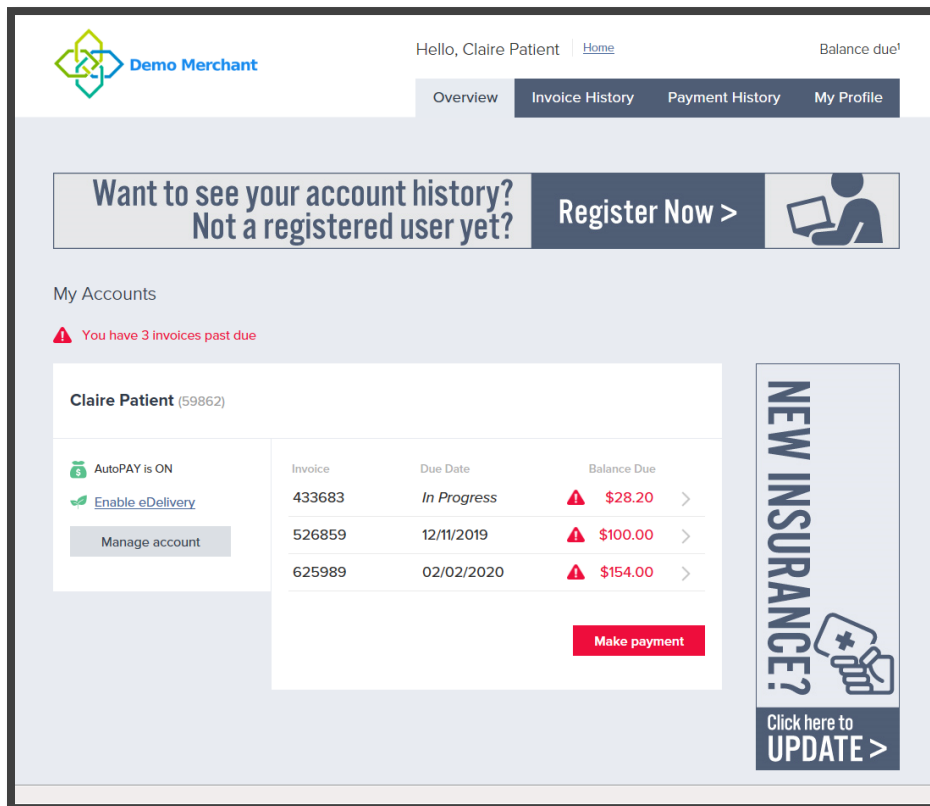 Demo Merchant
Hello, Claire Patient Home Balance due¹
Overview Invoice History Payment History My Profile
Want to see your account history?
Not a registered user yet?
Register Now >
My Accounts
You have 3 invoices past due
Claire Patient (59862)
$ AutoPAY is ON
Enable eDelivery
Manage account
Invoice Due Date Balance Due
433683 In Progress $28.20
526859 12/11/2019 $100.00
625989 02/02/2020 $154.00
Make payment
NEW INSURANCE?
Click here to
UPDATE >